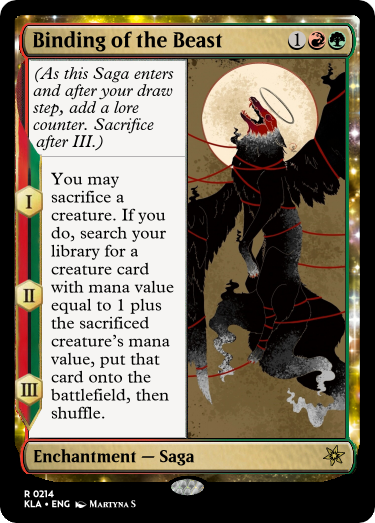 Binding of the Beast 1
(As this Saga enters
and after your draw
step, add a lore
counter. Sacrifice
after III.)
I
II
III
You may
sacrifice a
creature. If you
do, search your
library for a
creature card
with mana value
equal to 1 plus
the sacrificed
creature's mana
value, put that
card onto the
battlefield, then
shuffle.
Enchantment — Saga
R 0214
KLA • ENG Martyna S